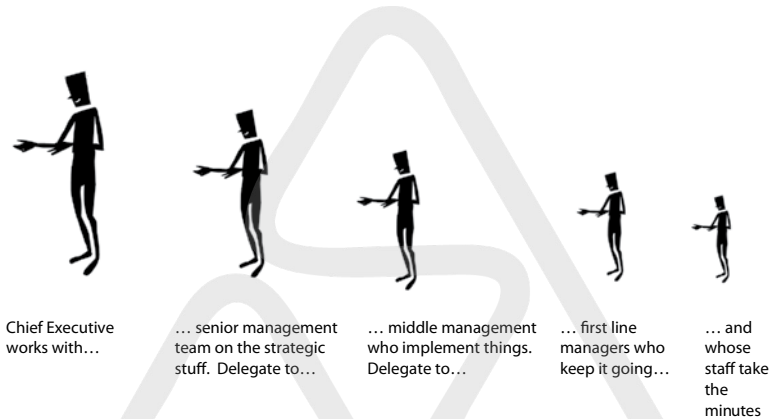 Chief Executive
works with…
… senior management
team on the strategic
stuff. Delegate to…
… middle management
who implement things.
Delegate to…
… first line
managers who
keep it going…
… and
whose
staff take
the
minutes